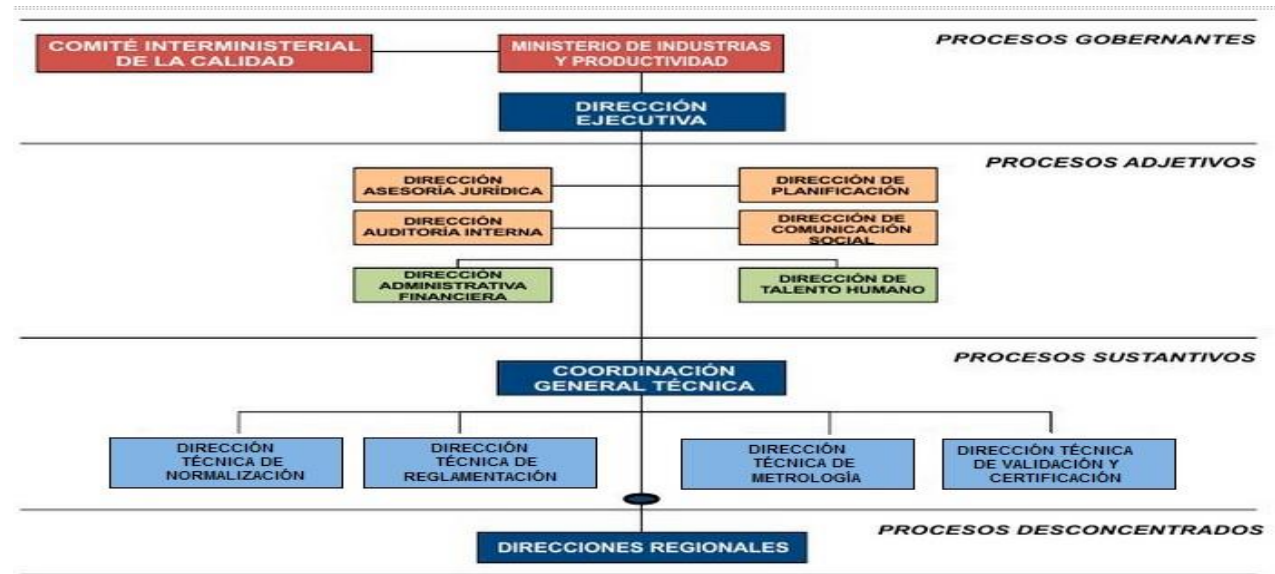 PROCESOS GOBERNANTES
COMITÉ INTERMINISTERIAL
DE LA CALIDAD
MINISTERIO DE INDUSTRIAS
Y PRODUCTIVIDAD
DIRECCIÓN
EJECUTIVA
PROCESOS ADJETIVOS
DIRECCIÓN
ASESORÍA JURÍDICA
DIRECCIÓN DE
PLANIFICACIÓN
DIRECCIÓN
AUDITORÍA INTERNA
DIRECCIÓN DE
COMUNICACIÓN
SOCIAL
DIRECCIÓN
ADMINISTRATIVA
FINANCIERA
DIRECCIÓN DE
TALENTO HUMANO
PROCESOS SUSTANTIVOS
COORDINACIÓN
GENERAL TÉCNICA
DIRECCIÓN
TÉCNICA DE
NORMALIZACIÓN
DIRECCIÓN
TÉCNICA DE
REGLAMENTACIÓN
DIRECCIÓN
TÉCNICA DE
METROLOGÌA
DIRECCIÓN TÉCNICA
DE VALIDACIÓN Y
CERTIFICACIÓN
PROCESOS DESCONCENTRADOS
DIRECCIONES REGIONALES